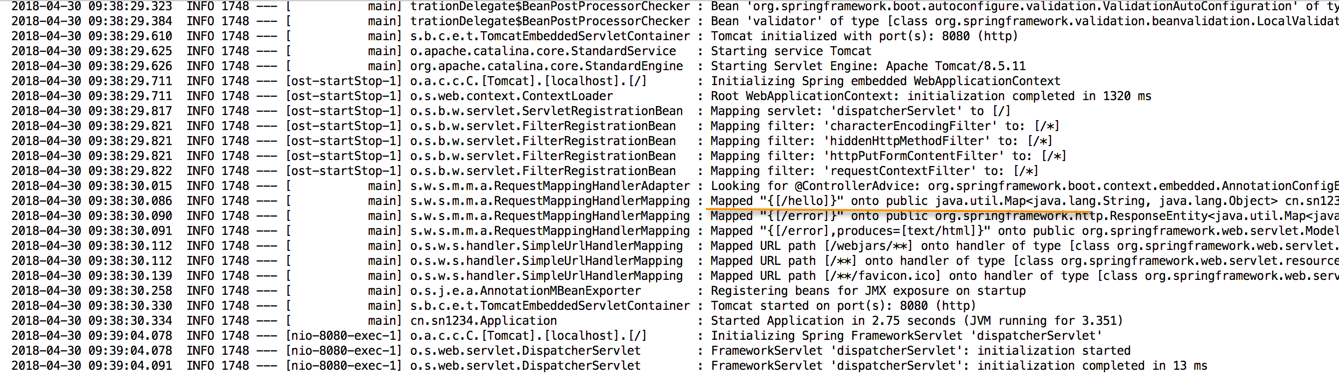 2018-04-30 09:38:29.323  INFO 1748 --- [           main] trationDelegate$BeanPostProcessorChecker : Bean 'org.springframework.boot.autoconfigure.validation.ValidationAutoConfiguration' of ty
2018-04-30 09:38:29.384  INFO 1748 --- [           main] trationDelegate$BeanPostProcessorChecker : Bean 'validator' of type [class org.springframework.validation.beanvalidation.LocalValidat
2018-04-30 09:38:29.610  INFO 1748 --- [           main] s.b.c.e.t.TomcatEmbeddedServletContainer : Tomcat initialized with port(s): 8080 (http)
2018-04-30 09:38:29.625  INFO 1748 --- [           main] o.apache.catalina.core.StandardService   : Starting service Tomcat
2018-04-30 09:38:29.626  INFO 1748 --- [           main] org.apache.catalina.core.StandardEngine  : Starting Servlet Engine: Apache Tomcat/8.5.11
2018-04-30 09:38:29.711  INFO 1748 --- [ost-startStop-1] o.a.c.c.C.[Tomcat].[localhost].[/]       : Initializing Spring embedded WebApplicationContext
2018-04-30 09:38:29.711  INFO 1748 --- [ost-startStop-1] o.s.web.context.ContextLoader            : Root WebApplicationContext: initialization completed in 1320 ms
2018-04-30 09:38:29.817  INFO 1748 --- [ost-startStop-1] o.s.b.w.servlet.ServletRegistrationBean  : Mapping servlet: 'dispatcherServlet' to [/]
2018-04-30 09:38:29.821  INFO 1748 --- [ost-startStop-1] o.s.b.w.servlet.FilterRegistrationBean   : Mapping filter: 'characterEncodingFilter' to: [/*]
2018-04-30 09:38:29.821  INFO 1748 --- [ost-startStop-1] o.s.b.w.servlet.FilterRegistrationBean   : Mapping filter: 'hiddenHttpMethodFilter' to: [/*]
2018-04-30 09:38:29.821  INFO 1748 --- [ost-startStop-1] o.s.b.w.servlet.FilterRegistrationBean   : Mapping filter: 'httpPutFormContentFilter' to: [/*]
2018-04-30 09:38:29.822  INFO 1748 --- [ost-startStop-1] o.s.b.w.servlet.FilterRegistrationBean   : Mapping filter: 'requestContextFilter' to: [/*]
2018-04-30 09:38:30.015  INFO 1748 --- [           main] s.w.s.m.m.a.RequestMappingHandlerAdapter : Looking for @ControllerAdvice: org.springframework.boot.context.embedded.AnnotationConfigE
2018-04-30 09:38:30.086  INFO 1748 --- [           main] s.w.s.m.m.a.RequestMappingHandlerMapping : Mapped "{[/hello]}" onto public java.util.Map<java.lang.String, java.lang.Object> cn.sn123
2018-04-30 09:38:30.090  INFO 1748 --- [           main] s.w.s.m.m.a.RequestMappingHandlerMapping : Mapped "{[/error]}" onto public org.springframework.http.ResponseEntity<java.util.Map<java
2018-04-30 09:38:30.091  INFO 1748 --- [           main] s.w.s.m.m.a.RequestMappingHandlerMapping : Mapped "{[/error],produces=[text/html]}" onto public org.springframework.web.servlet.Model
2018-04-30 09:38:30.112  INFO 1748 --- [           main] o.s.w.s.handler.SimpleUrlHandlerMapping  : Mapped URL path [/webjars/**] onto handler of type [class org.springframework.web.servlet.
2018-04-30 09:38:30.112  INFO 1748 --- [           main] o.s.w.s.handler.SimpleUrlHandlerMapping  : Mapped URL path [/**] onto handler of type [class org.springframework.web.servlet.resource
2018-04-30 09:38:30.139  INFO 1748 --- [           main] o.s.w.s.handler.SimpleUrlHandlerMapping  : Mapped URL path [/**/favicon.ico] onto handler of type [class org.springframework.web.serv
2018-04-30 09:38:30.258  INFO 1748 --- [           main] o.s.j.e.a.AnnotationMBeanExporter        : Registering beans for JMX exposure on startup
2018-04-30 09:38:30.330  INFO 1748 --- [           main] s.b.c.e.t.TomcatEmbeddedServletContainer : Tomcat started on port(s): 8080 (http)
2018-04-30 09:38:30.334  INFO 1748 --- [           main] cn.sn1234.Application                    : Started Application in 2.75 seconds (JVM running for 3.351)
2018-04-30 09:39:04.078  INFO 1748 --- [nio-8080-exec-1] o.a.c.c.C.[Tomcat].[localhost].[/]       : Initializing Spring FrameworkServlet 'dispatcherServlet'
2018-04-30 09:39:04.078  INFO 1748 --- [nio-8080-exec-1] o.s.web.servlet.DispatcherServlet        : FrameworkServlet 'dispatcherServlet': initialization started
2018-04-30 09:39:04.091  INFO 1748 --- [nio-8080-exec-1] o.s.web.servlet.DispatcherServlet        : FrameworkServlet 'dispatcherServlet': initialization completed in 13 ms